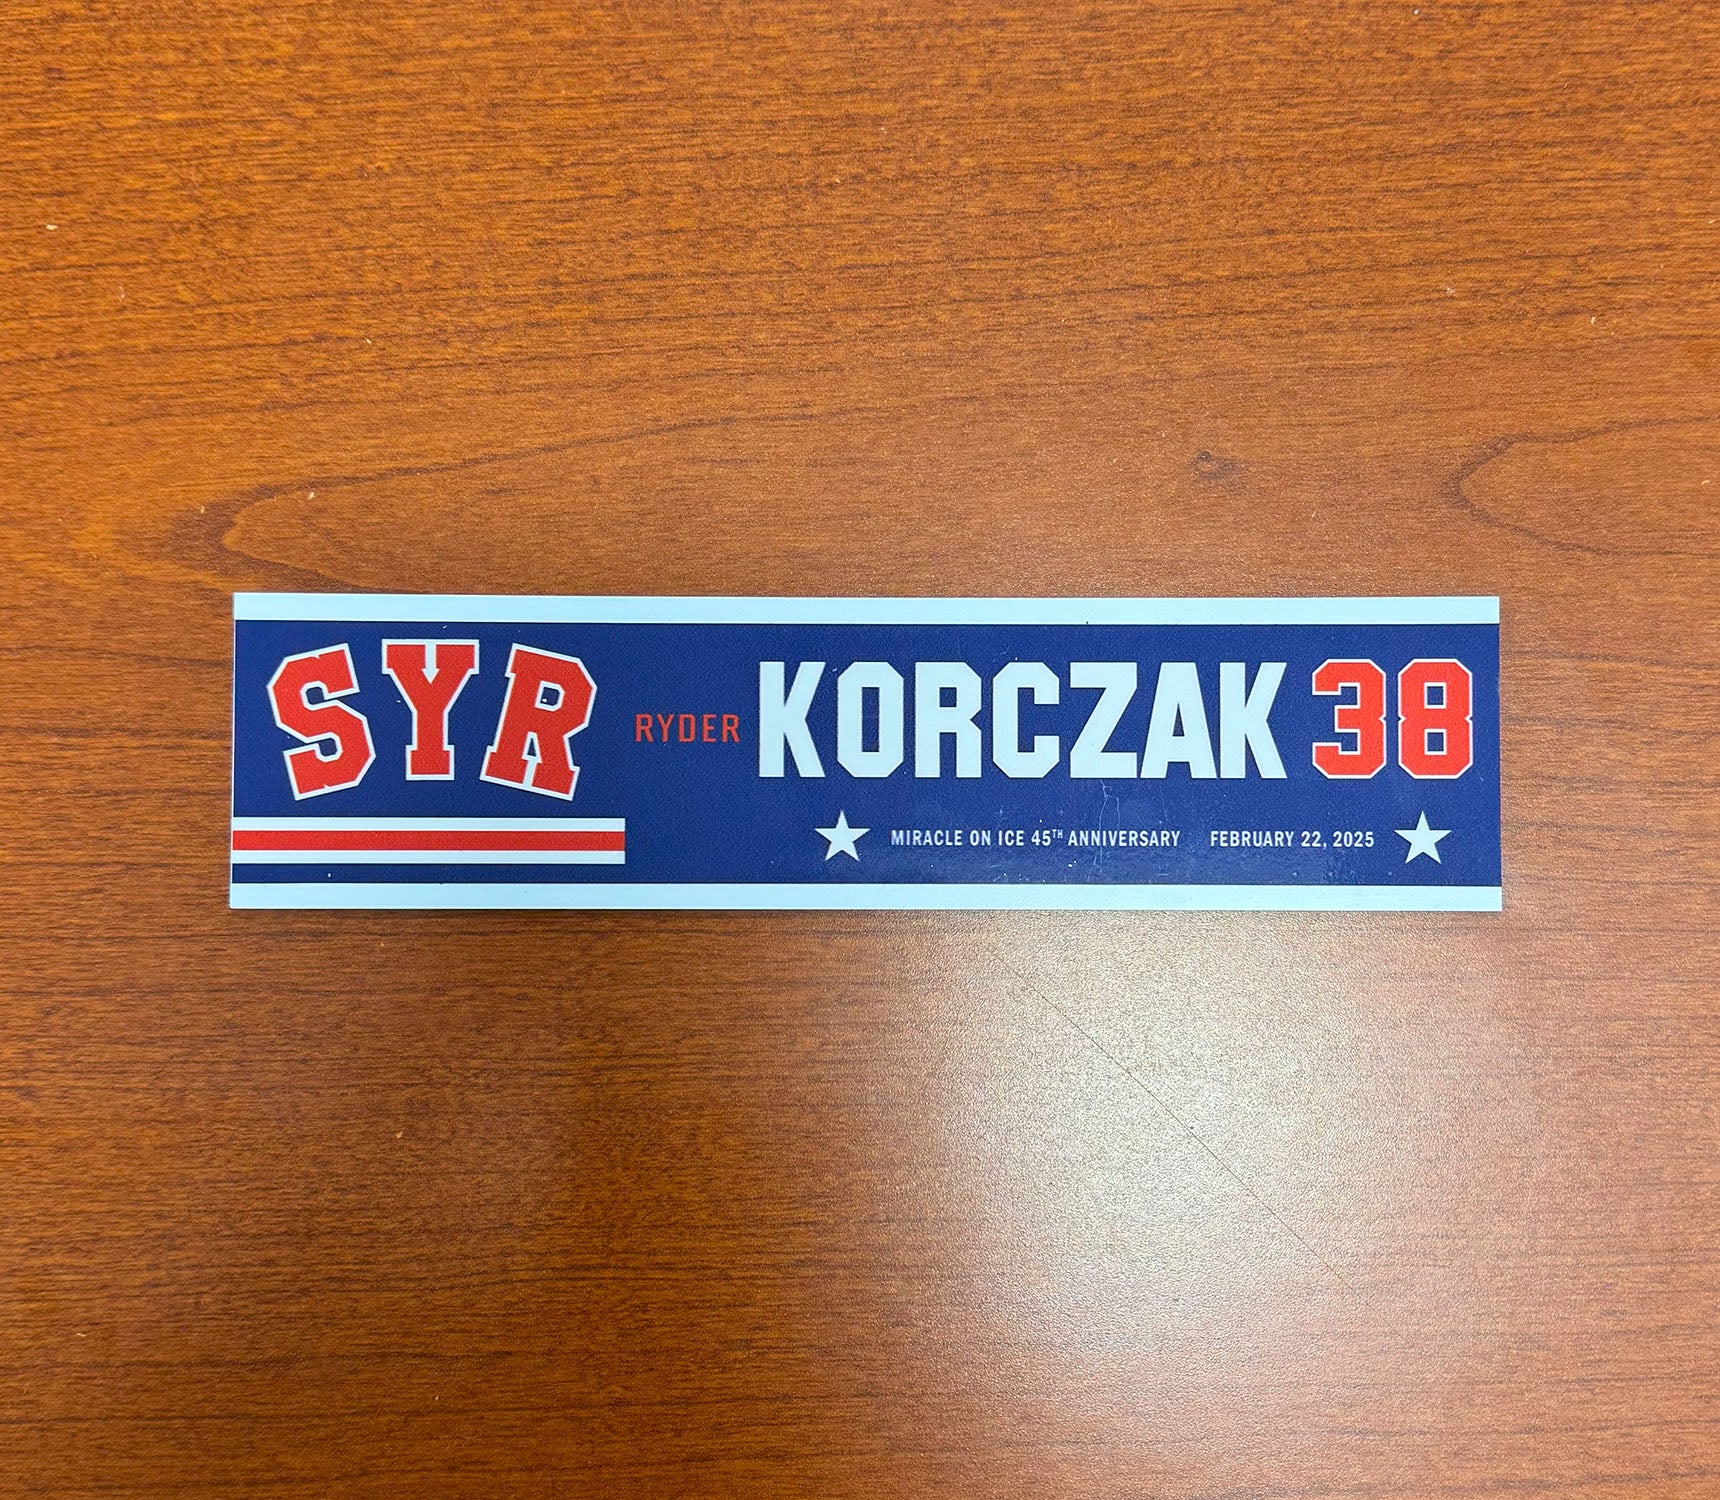 SYR
RYDER KORCZAK 38
MIRACLE ON ICE 45TH ANNIVERSARY FEBRUARY 22, 2025